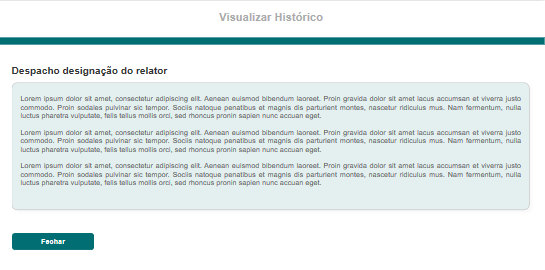 Visualizar Histórico
Despacho designação do relator
Lorem ipsum dolor sit amet, consectetur adipiscing elit. Aenean euismod bibendum laoreet. Proin gravida dolor sit amet lacus accumsan et viverra justo
commodo. Proin sodales pulvinar sic tempor. Sociis natoque penatibus et magnis dis parturient montes, nascetur ridiculus mus. Nam fermentum, nulla
luctus pharetra vulputate, felis tellus mollis orci, sed rhoncus pronin sapien nunc accuan eget.
Lorem ipsum dolor sit amet, consectetur adipiscing elit. Aenean euismod bibendum laoreet. Proin gravida dolor sit amet lacus accumsan et viverra justo
commodo. Proin sodales pulvinar sic tempor. Sociis natoque penatibus et magnis dis parturient montes, nascetur ridiculus mus. Nam fermentum, nulla
luctus pharetra vulputate, felis tellus mollis orci, sed rhoncus pronin sapien nunc accuan eget.
Lorem ipsum dolor sit amet, consectetur adipiscing elit. Aenean euismod bibendum laoreet. Proin gravida dolor sit amet lacus accumsan et viverra justo
commodo. Proin sodales pulvinar sic tempor. Sociis natoque penatibus et magnis dis parturient montes, nascetur ridiculus mus. Nam fermentum, nulla
luctus pharetra vulputate, felis tellus mollis orci, sed rhoncus pronin sapien nunc accuan eget.
Fechar